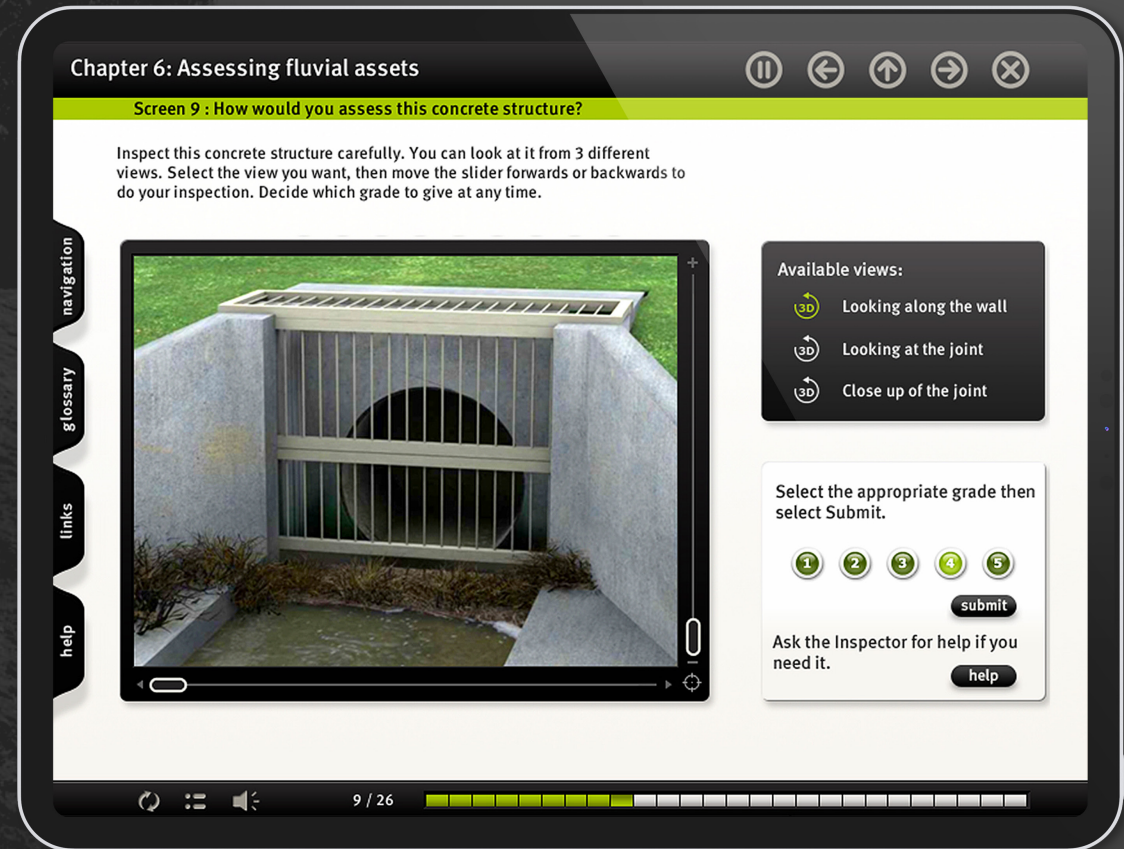 Chapter 6: Assessing fluvial assets
Screen 9 : How would you assess this concrete structure?
Inspect this concrete structure carefully. You can look at it from 3 different
views. Select the view you want, then move the slider forwards or backwards to
do your inspection. Decide which grade to give at any time.
navigation
glossary
links
help
Available views:
3D Looking along the wall
3D Looking at the joint
3D Close up of the joint
Select the appropriate grade then
select Submit.
1 2 3 4 5
submit
Ask the Inspector for help if you
need it.
help
9 / 26